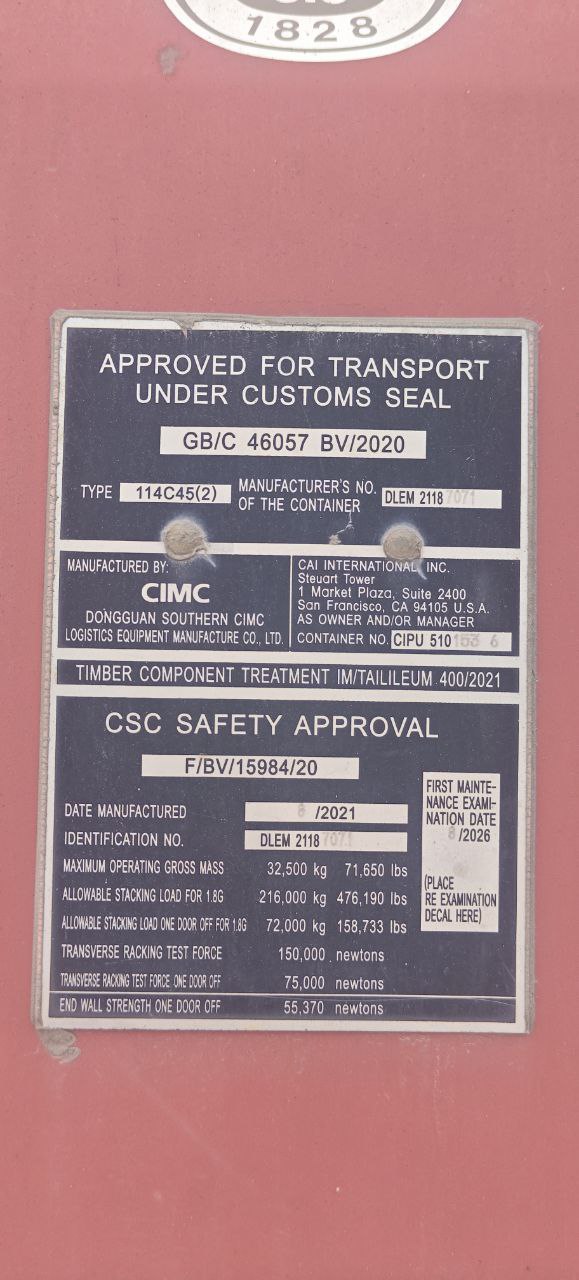 1828
APPROVED FOR TRANSPORT
UNDER CUSTOMS SEAL
GB/C 46057 BV/2020
TYPE 114C45(2)
MANUFACTURER'S NO.
OF THE CONTAINER
DLEM 2118 7071
MANUFACTURED BY:
CIMC
DONGGUAN SOUTHERN CIMC
LOGISTICS EQUIPMENT MANUFACTURE CO., LTD.
CAI INTERNATIONAL, INC.
Steuart Tower
1 Market Plaza, Suite 2400
San Francisco, CA 94105 U.S.A.
AS OWNER AND/OR MANAGER
CONTAINER NO. CIPU 510153 6
TIMBER COMPONENT TREATMENT IM/TAILILEUM 400/2021
CSC SAFETY APPROVAL
F/BV/15984/20
DATE MANUFACTURED 8 /2021
IDENTIFICATION NO. DLEM 2118 7071
MAXIMUM OPERATING GROSS MASS 32,500 kg 71,650 lbs
ALLOWABLE STACKING LOAD FOR 1.8G 216,000 kg 476,190 lbs
ALLOWABLE STACKING LOAD ONE DOOR OFF FOR 1.8G 72,000 kg 158,733 lbs
TRANSVERSE RACKING TEST FORCE 150,000 newtons
TRANSVERSE RACKING TEST FORCE ONE DOOR OFF 75,000 newtons
END WALL STRENGTH ONE DOOR OFF 55,370 newtons
FIRST MAINTE-
NANCE EXAMI-
NATION DATE
8 /2026
(PLACE
RE EXAMINATION
DECAL HERE)